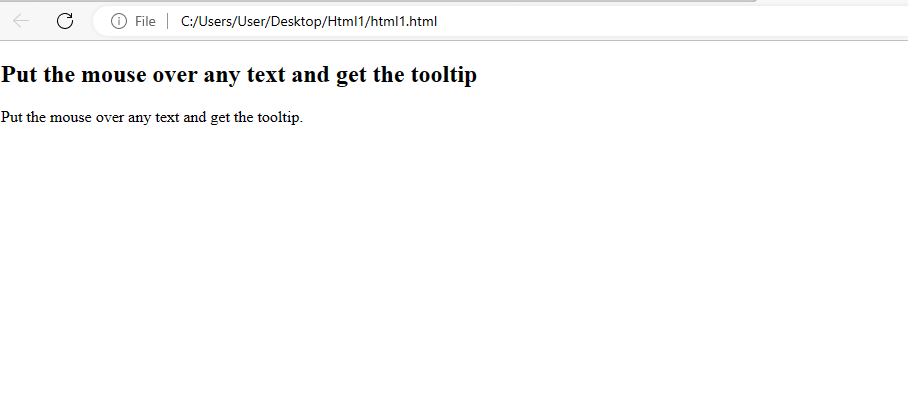 File C:/Users/User/Desktop/Html1/html1.html
Put the mouse over any text and get the tooltip
Put the mouse over any text and get the tooltip.